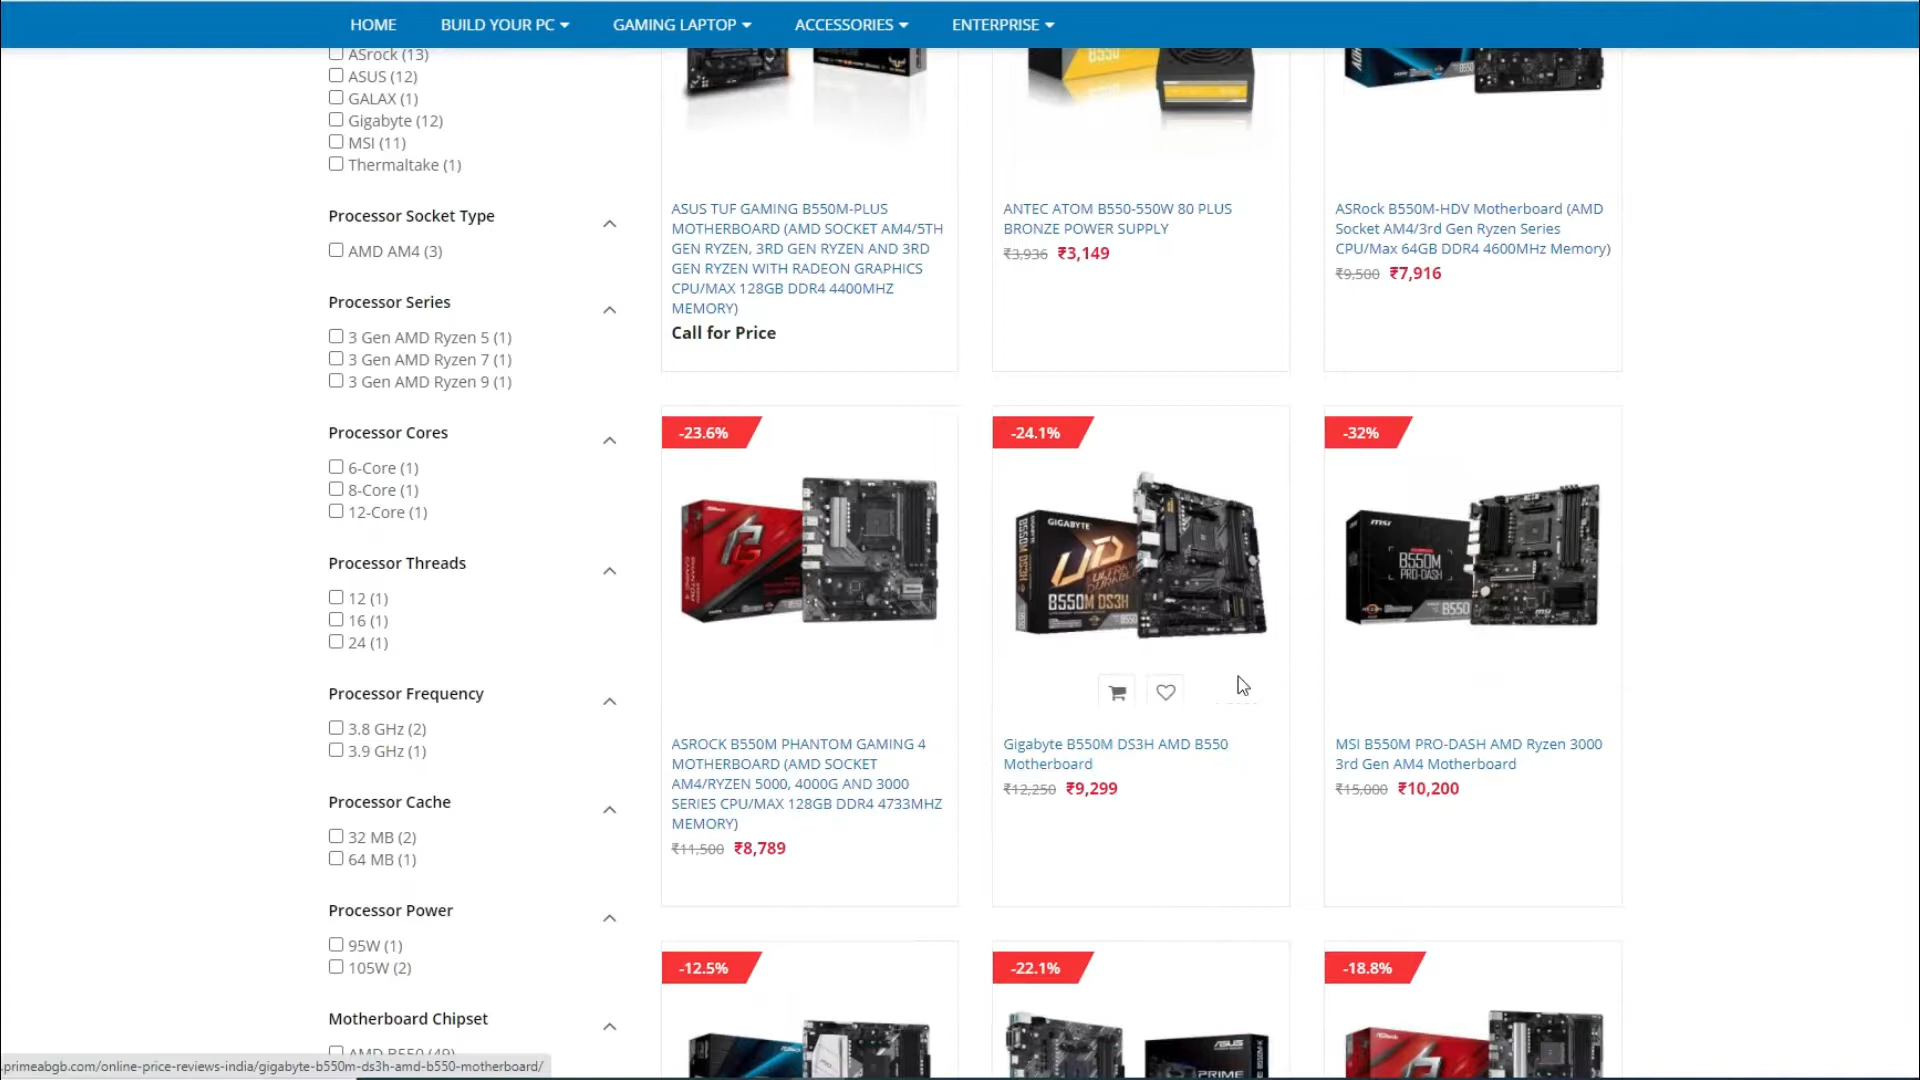 HOME
BUILD YOUR PC
GAMING LAPTOP
ACCESSORIES
ENTERPRISE
ASrock (13)
ASUS (12)
GALAX (1)
Gigabyte (12)
MSI (11)
Thermaltake (1)
Processor Socket Type
AMD AM4 (3)
Processor Series
3 Gen AMD Ryzen 5 (1)
3 Gen AMD Ryzen 7 (1)
3 Gen AMD Ryzen 9 (1)
Processor Cores
6-Core (1)
8-Core (1)
12-Core (1)
Processor Threads
12 (1)
16 (1)
24 (1)
Processor Frequency
3.8 GHz (2)
3.9 GHz (1)
Processor Cache
32 MB (2)
64 MB (1)
Processor Power
95W (1)
105W (2)
Motherboard Chipset
AMD B550 (49)
B550
ASUS TUF GAMING B550M-PLUS
MOTHERBOARD (AMD SOCKET AM4/5TH
GEN RYZEN, 3RD GEN RYZEN AND 3RD
GEN RYZEN WITH RADEON GRAPHICS
CPU/MAX 128GB DDR4 4400MHZ
MEMORY)
Call for Price
ANTEC ATOM B550-550W 80 PLUS
BRONZE POWER SUPPLY
₹3,936 ₹3,149
ASRock B550M-HDV Motherboard (AMD
Socket AM4/3rd Gen Ryzen Series
CPU/Max 64GB DDR4 4600MHz Memory)
₹9,500 ₹7,916
-23.6%
ASROCK B550M PHANTOM GAMING 4
MOTHERBOARD (AMD SOCKET
AM4/RYZEN 5000, 4000G AND 3000
SERIES CPU/MAX 128GB DDR4 4733MHZ
MEMORY)
₹11,500 ₹8,789
-24.1%
GIGABYTE
UD
ULTRA
DURABLE
B550M DS3H
B550M DS3H
B550
Gigabyte B550M DS3H AMD B550
Motherboard
₹12,250 ₹9,299
-32%
msi
B550M
PRO-DASH
B550
msi
MSI B550M PRO-DASH AMD Ryzen 3000
3rd Gen AM4 Motherboard
₹15,000 ₹10,200
-12.5%
-22.1%
ASUS
PRIME
-18.8%
.primeabgb.com/online-price-reviews-india/gigabyte-b550m-ds3h-amd-b550-motherboard/